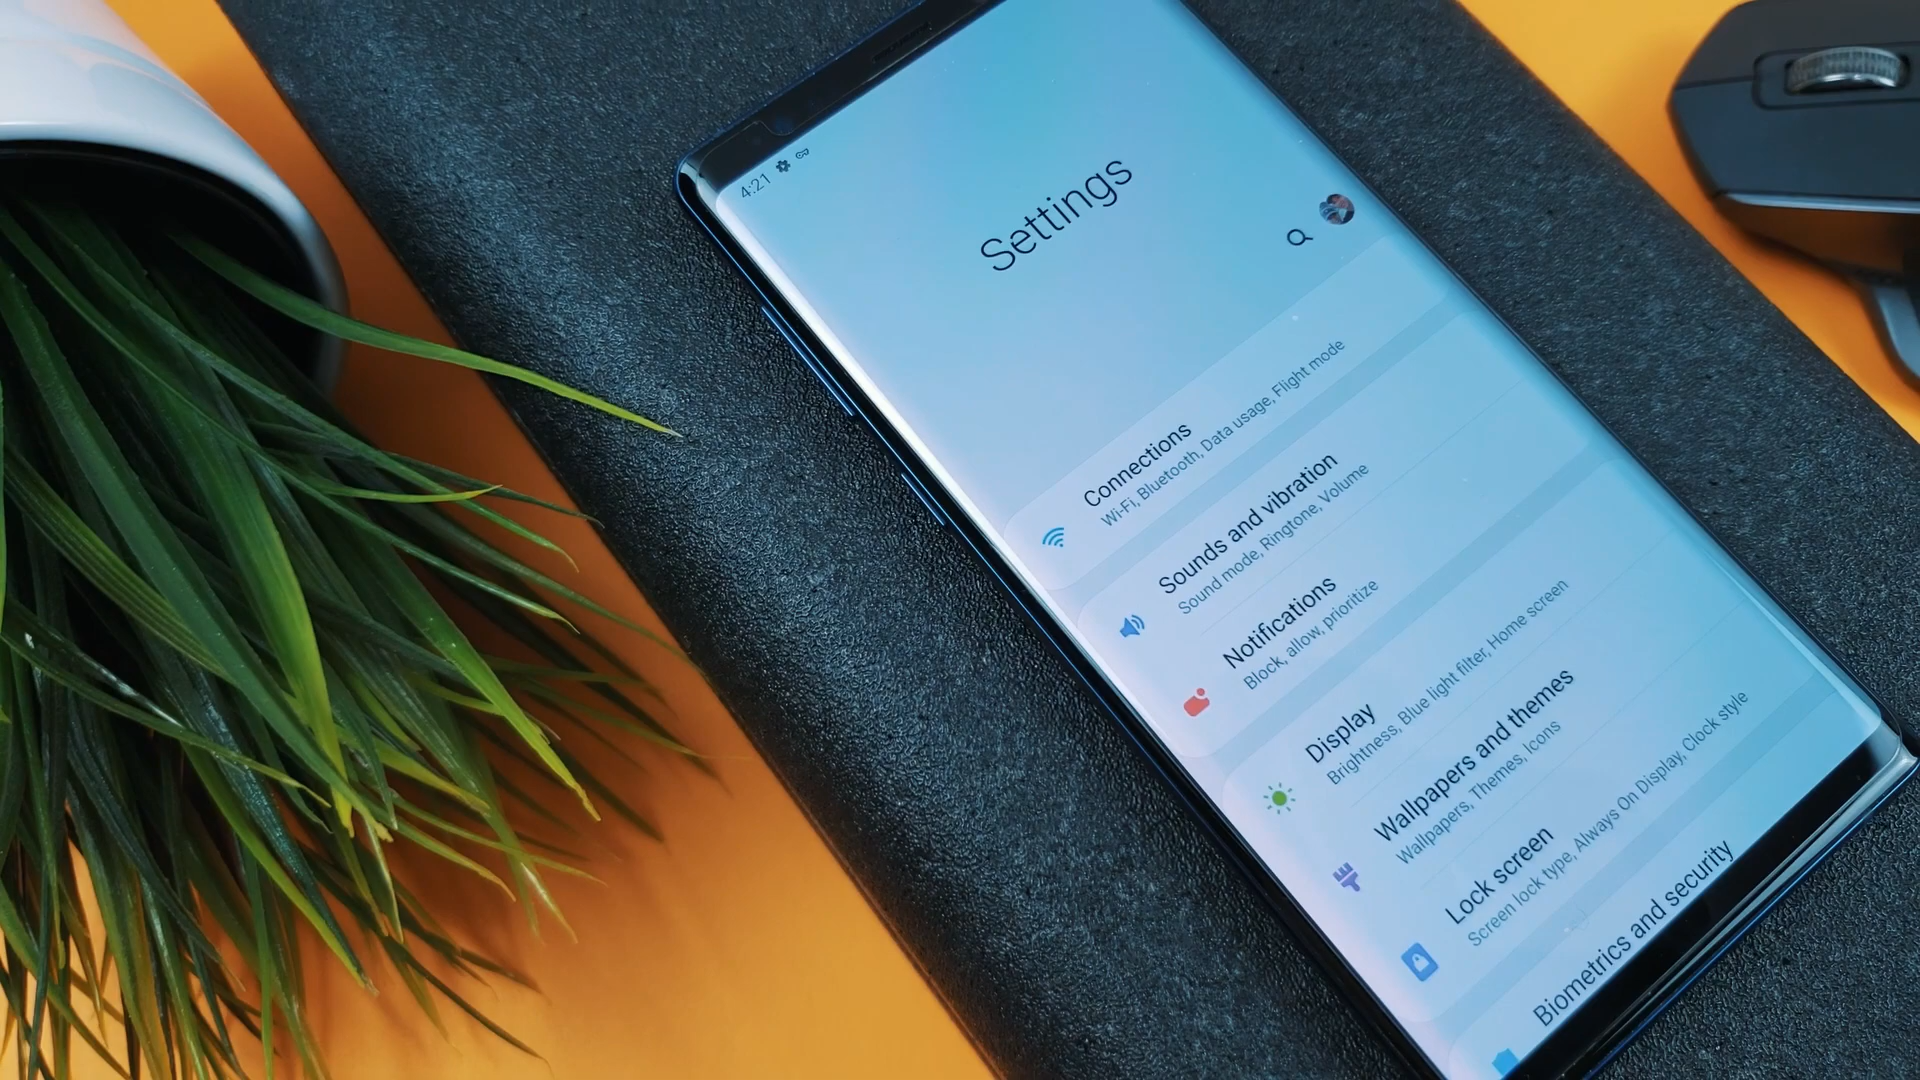 4:21
Settings
Connections
Wi-Fi, Bluetooth, Data usage, Flight mode
Sounds and vibration
Sound mode, Ringtone, Volume
Notifications
Block, allow, prioritize
Display
Brightness, Blue light filter, Home screen
Wallpapers and themes
Wallpapers, Themes, Icons
Lock screen
Screen lock type, Always On Display, Clock style
Biometrics and security